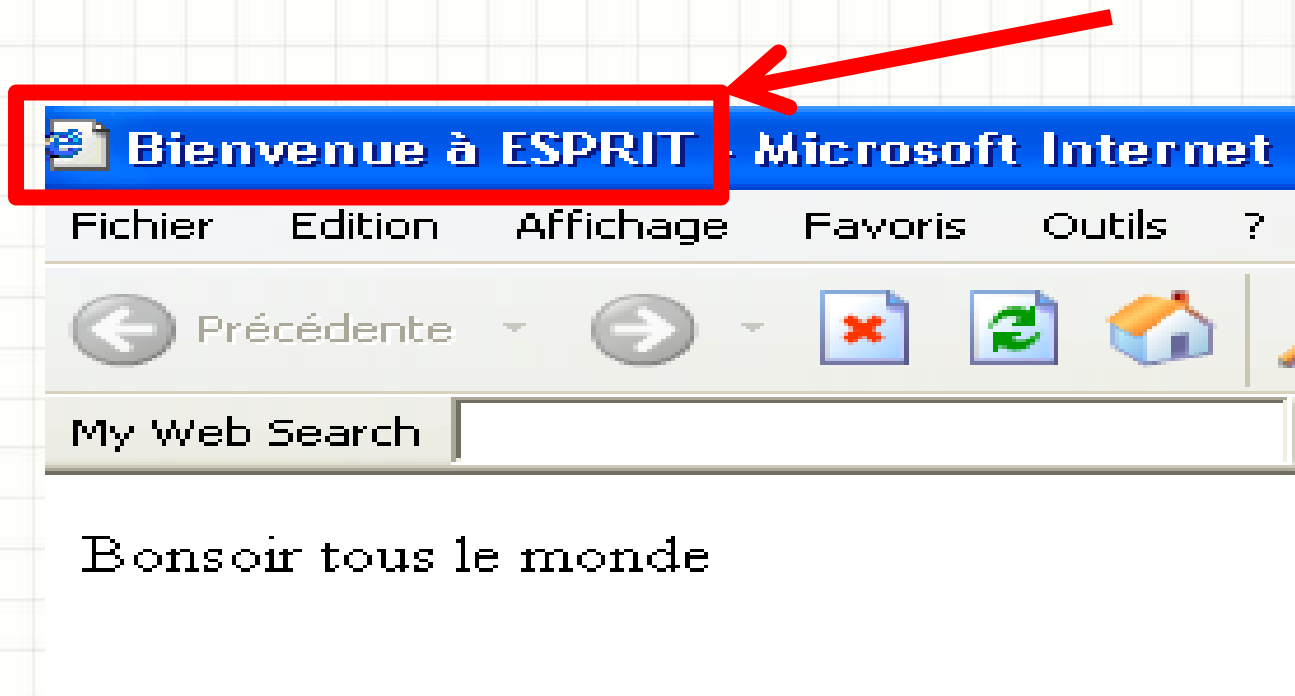 Bienvenue à ESPRIT - Microsoft Internet
Fichier Edition Affichage Favoris Outils ?
Précédente
My Web Search
Bonsoir tous le monde